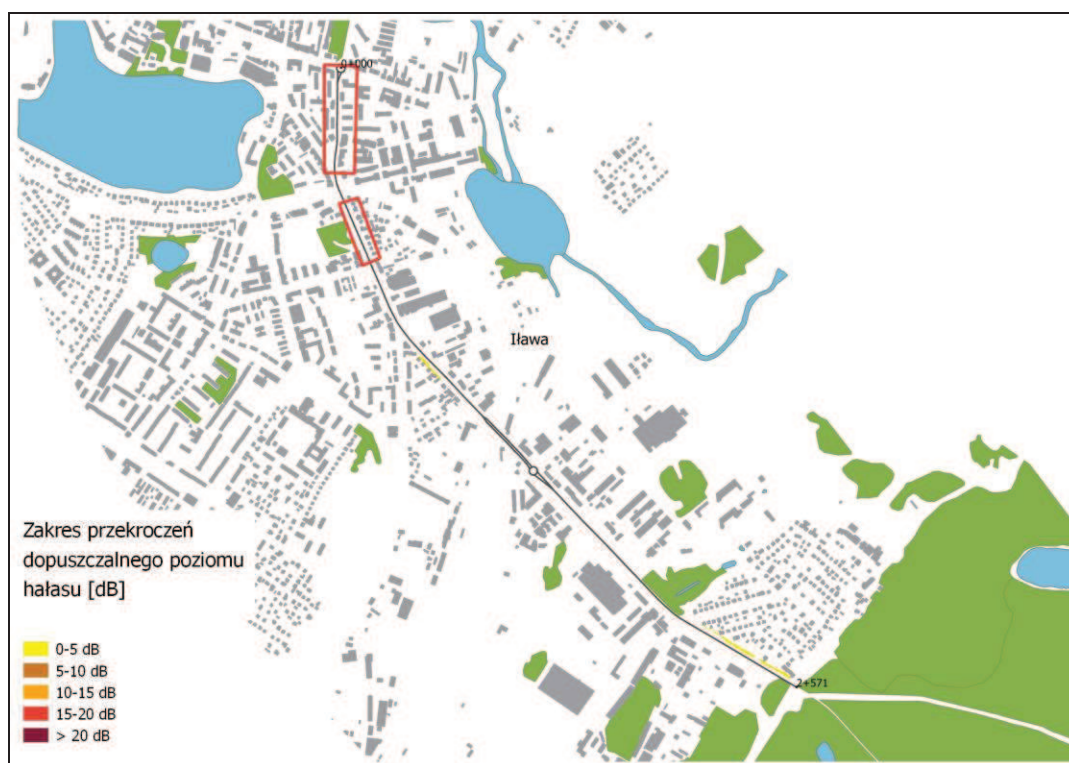 0+000
Iława
Zakres przekroczeń
dopuszczalnego poziomu
hałasu [dB]
0-5 dB
5-10 dB
10-15 dB
15-20 dB
> 20 dB
2+571